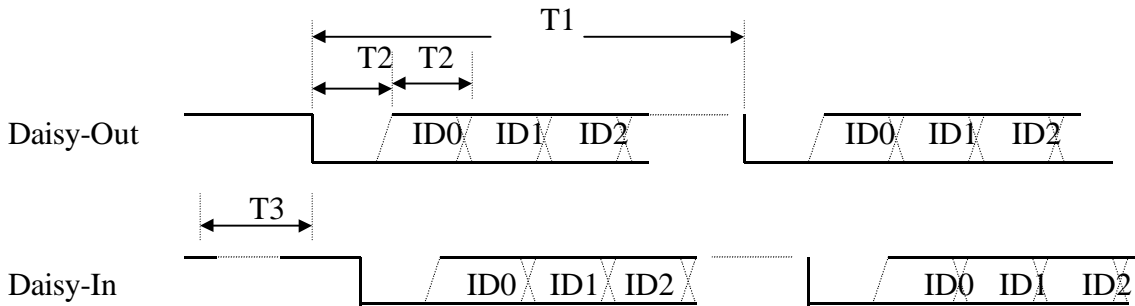 T1
T2 T2
Daisy-Out ID0 ID1 ID2 ID0 ID1 ID2
T3
Daisy-In ID0 ID1 ID2 ID0 ID1 ID2